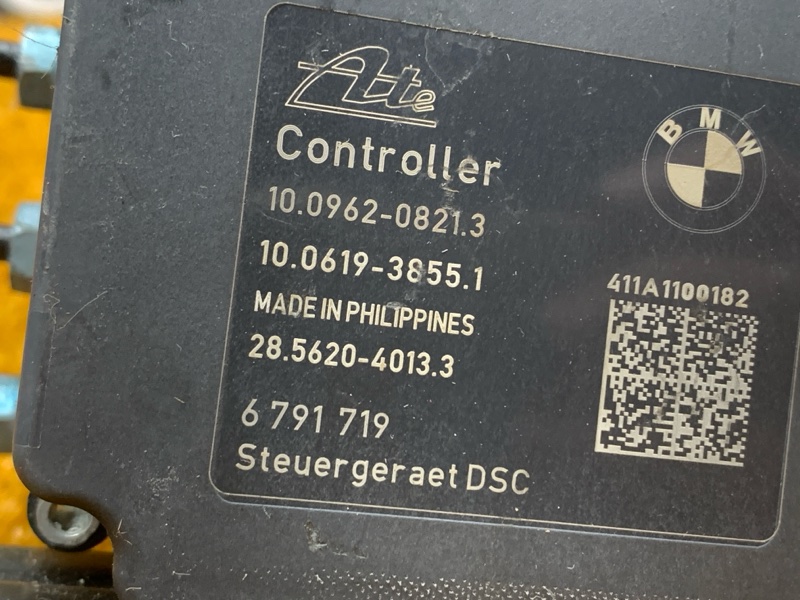 Ate
Controller
10.0962-0821.3
10.0619-3855.1
MADE IN PHILIPPINES
28.5620-4013.3
6 791 719
Steuergeraet DSC
BMW
411A1100182